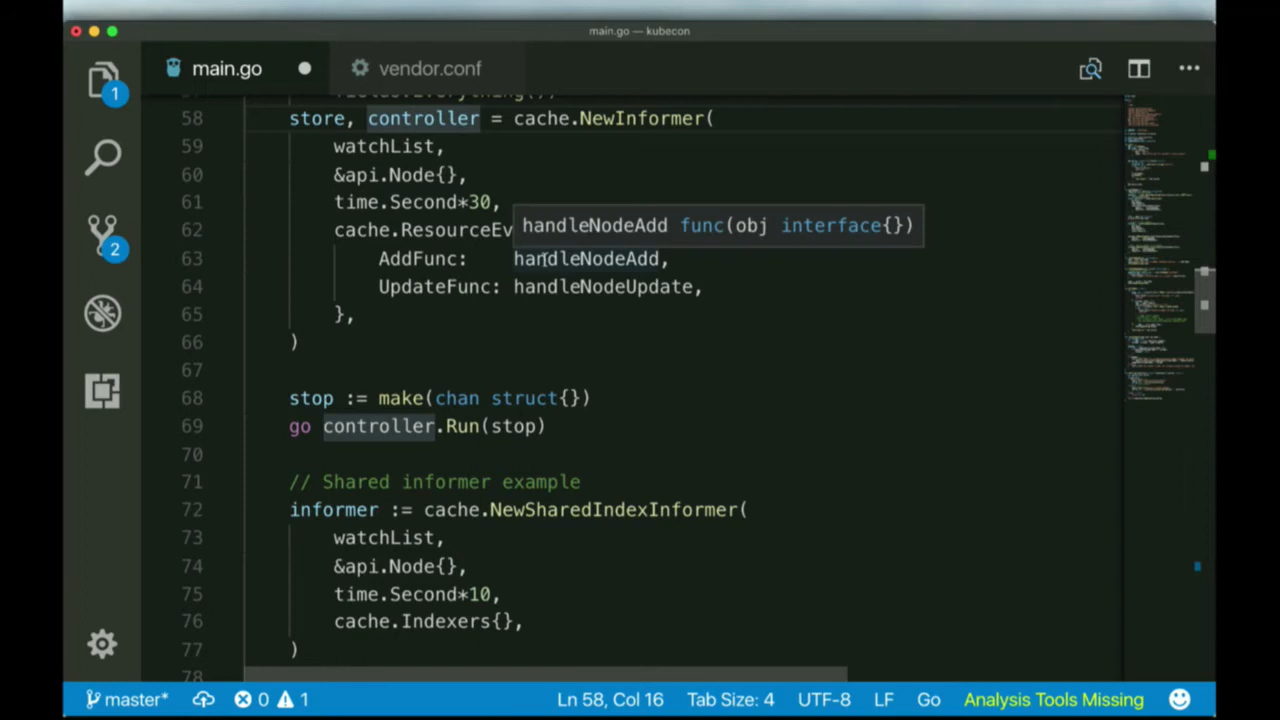 main.go — kubecon
main.go
vendor.conf
1
58 store, controller = cache.NewInformer(
59 watchList,
60 &api.Node{},
61 time.Second*30,
62 cache.ResourceEv
handleNodeAdd func(obj interface{})
63 AddFunc: handleNodeAdd,
64 UpdateFunc: handleNodeUpdate,
2
65 },
66 )
67
68 stop := make(chan struct{})
69 go controller.Run(stop)
70
71 // Shared informer example
72 informer := cache.NewSharedIndexInformer(
73 watchList,
74 &api.Node{},
75 time.Second*10,
76 cache.Indexers{},
77 )
78
master* 0 1 Ln 58, Col 16 Tab Size: 4 UTF-8 LF Go Analysis Tools Missing